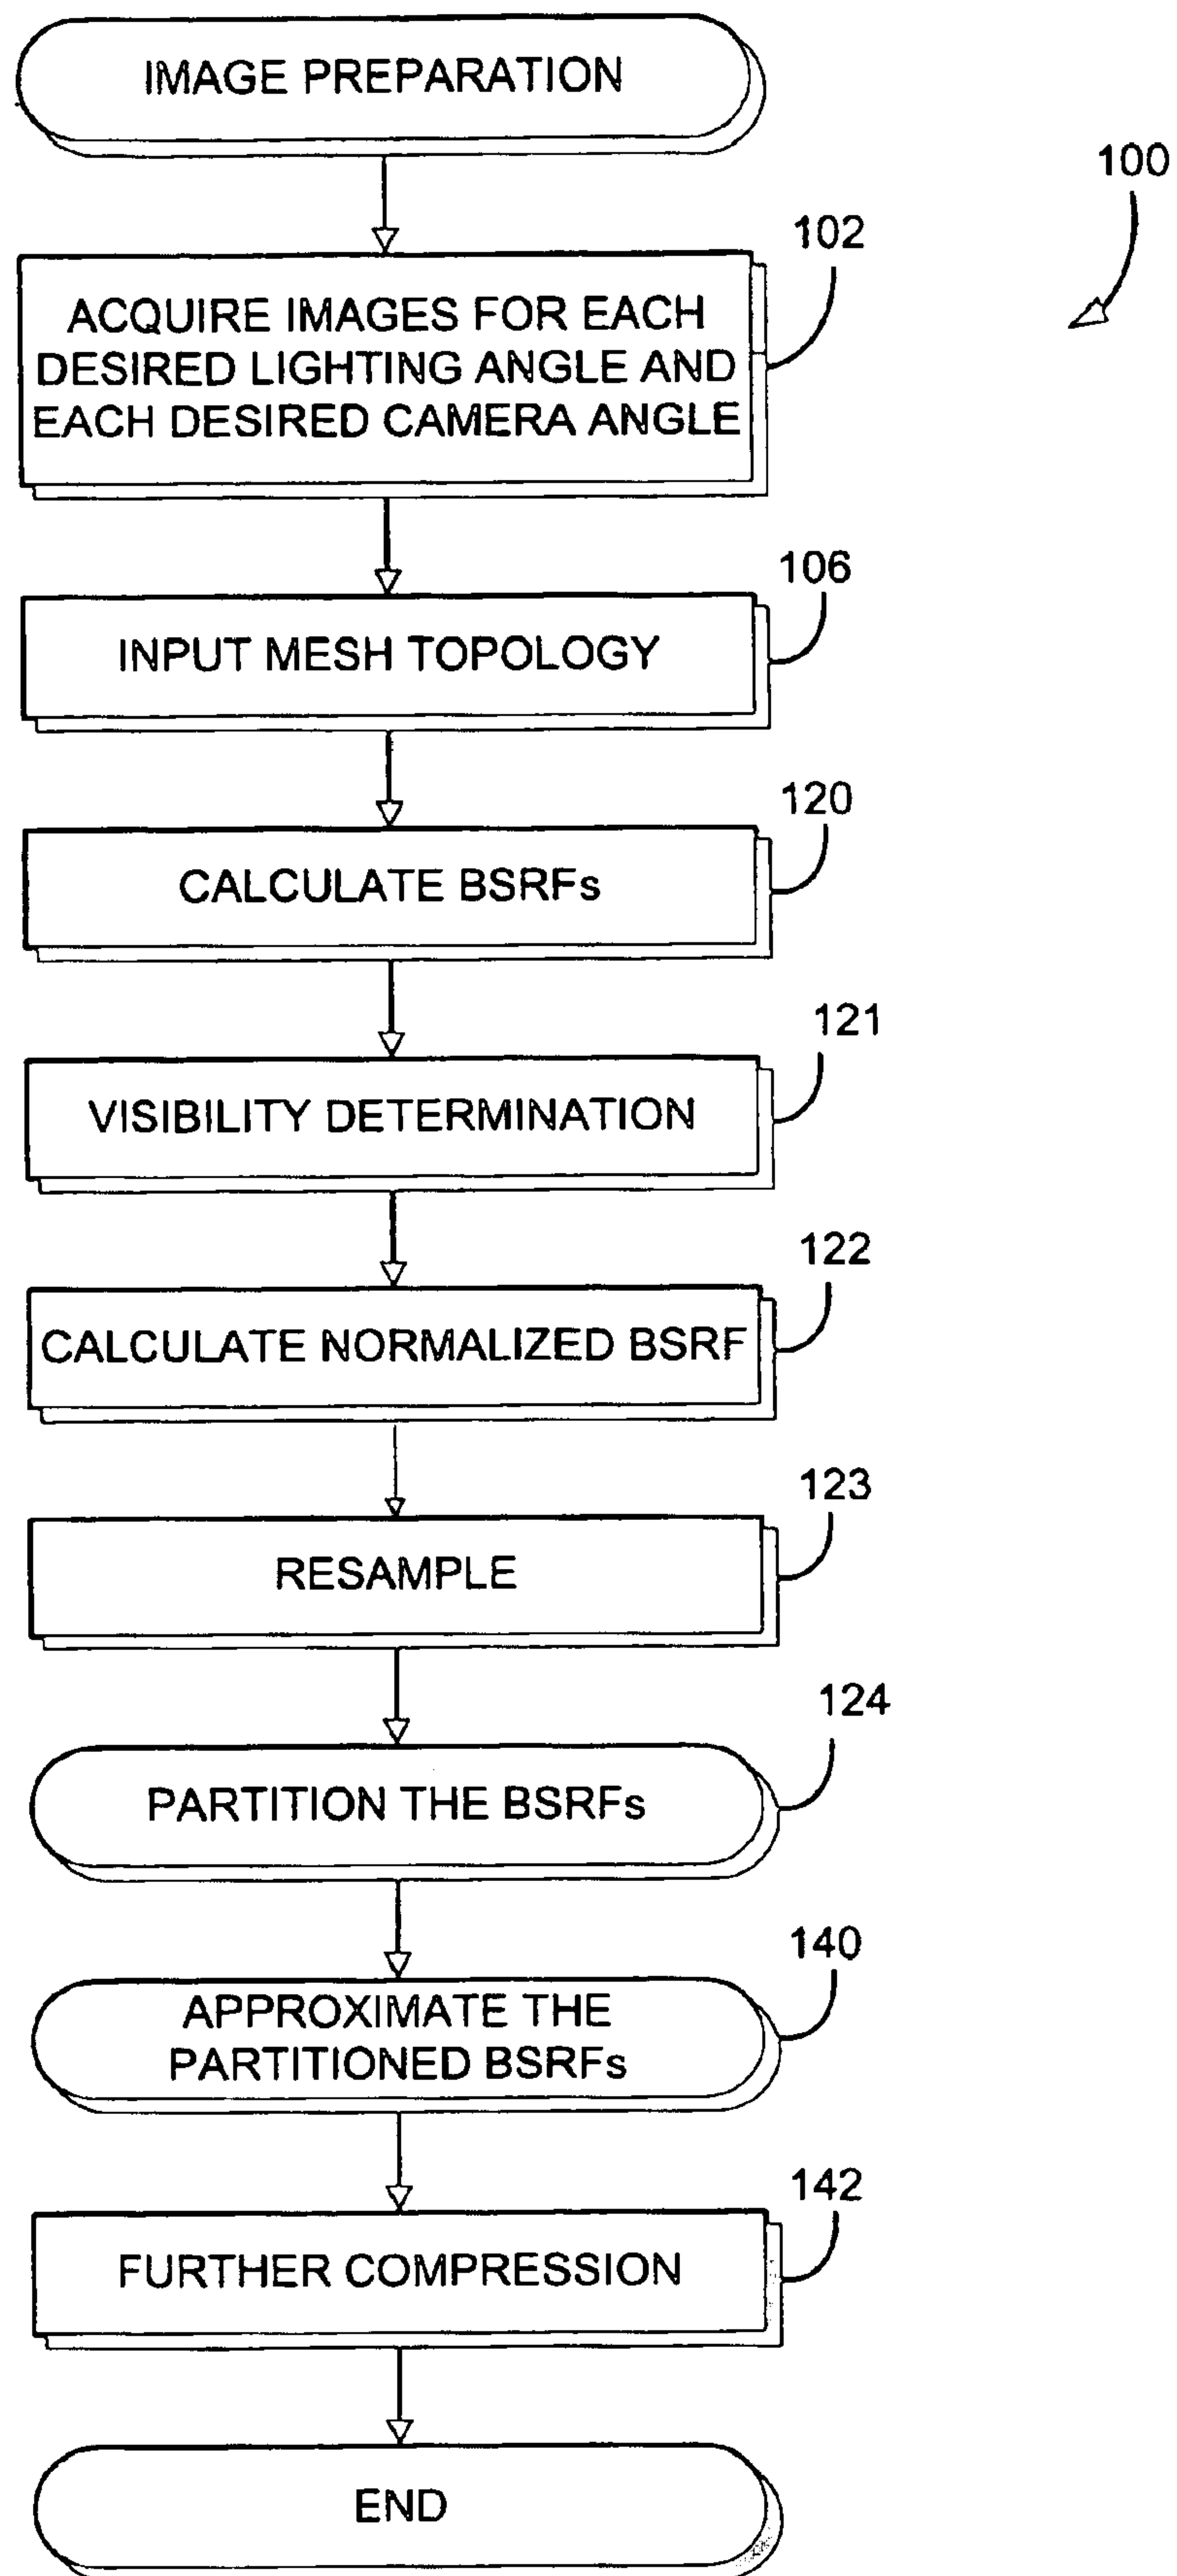 IMAGE PREPARATION
100
102
ACQUIRE IMAGES FOR EACH
DESIRED LIGHTING ANGLE AND
EACH DESIRED CAMERA ANGLE
106
INPUT MESH TOPOLOGY
120
CALCULATE BSRFs
121
VISIBILITY DETERMINATION
122
CALCULATE NORMALIZED BSRF
123
RESAMPLE
124
PARTITION THE BSRFs
140
APPROXIMATE THE
PARTITIONED BSRFs
142
FURTHER COMPRESSION
END